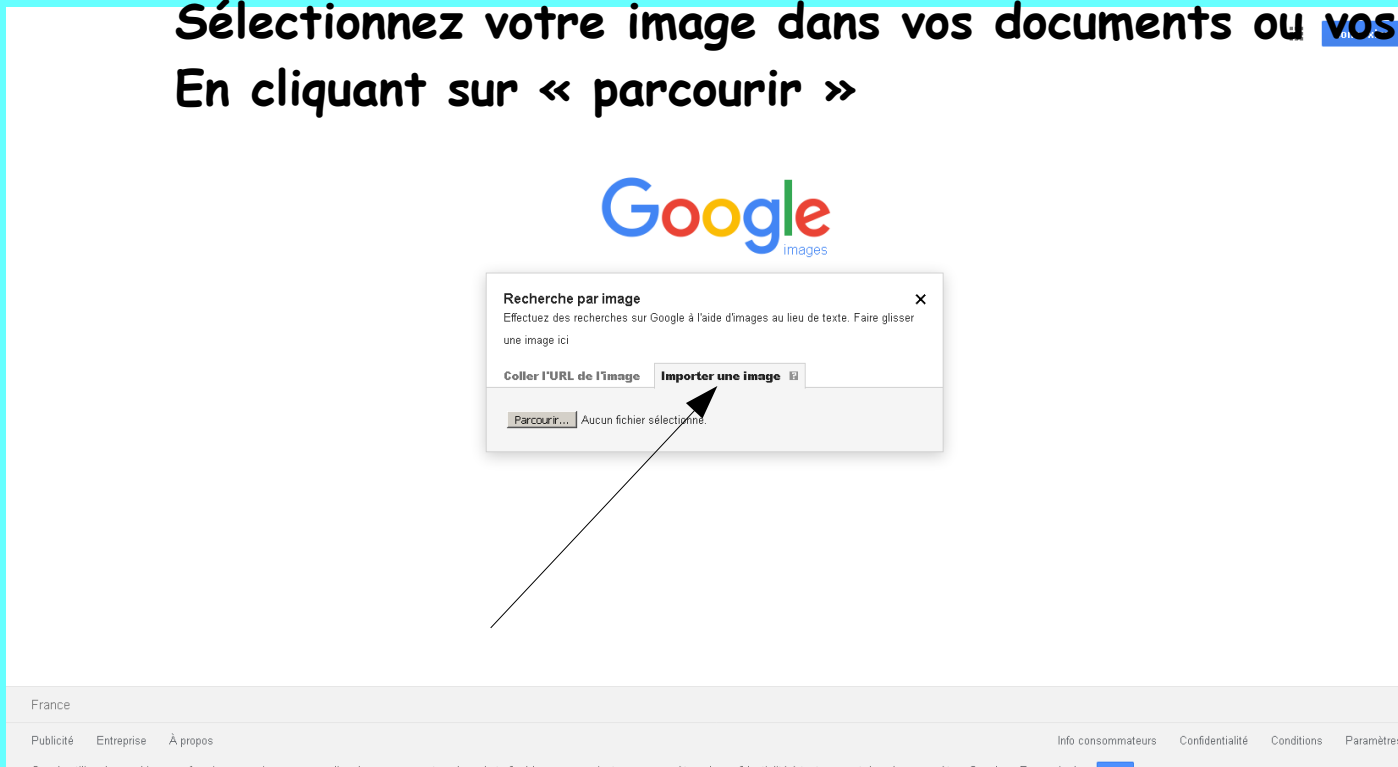 Sélectionnez votre image dans vos documents ou vos
En cliquant sur « parcourir »
Google
images
Recherche par image
Effectuez des recherches sur Google à l'aide d'images au lieu de texte. Faire glisser
une image ici
Coller l'URL de l'image Importer une image
Parcourir... Aucun fichier sélectionné.
France
Publicité Entreprise À propos Info consommateurs Confidentialité Conditions Paramètres